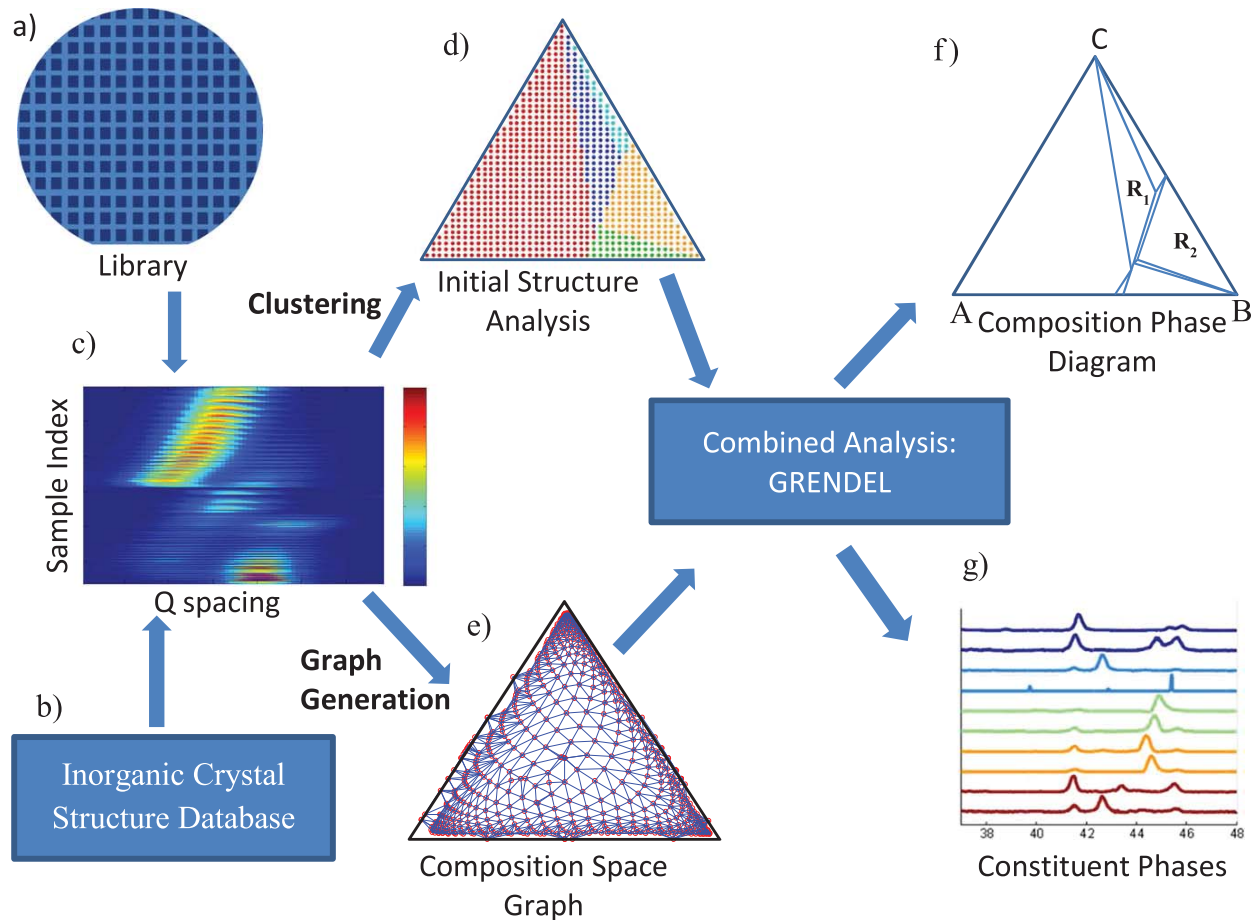 a)
Library
b)
Inorganic Crystal
Structure Database
c)
Sample Index
Q spacing
Clustering
Graph
Generation
d)
Initial Structure
Analysis
e)
Composition Space
Graph
Combined Analysis:
GRENDEL
f)
C
R1
R2
A
B
Composition Phase
Diagram
g)
38 40 42 44 46 48
Constituent Phases